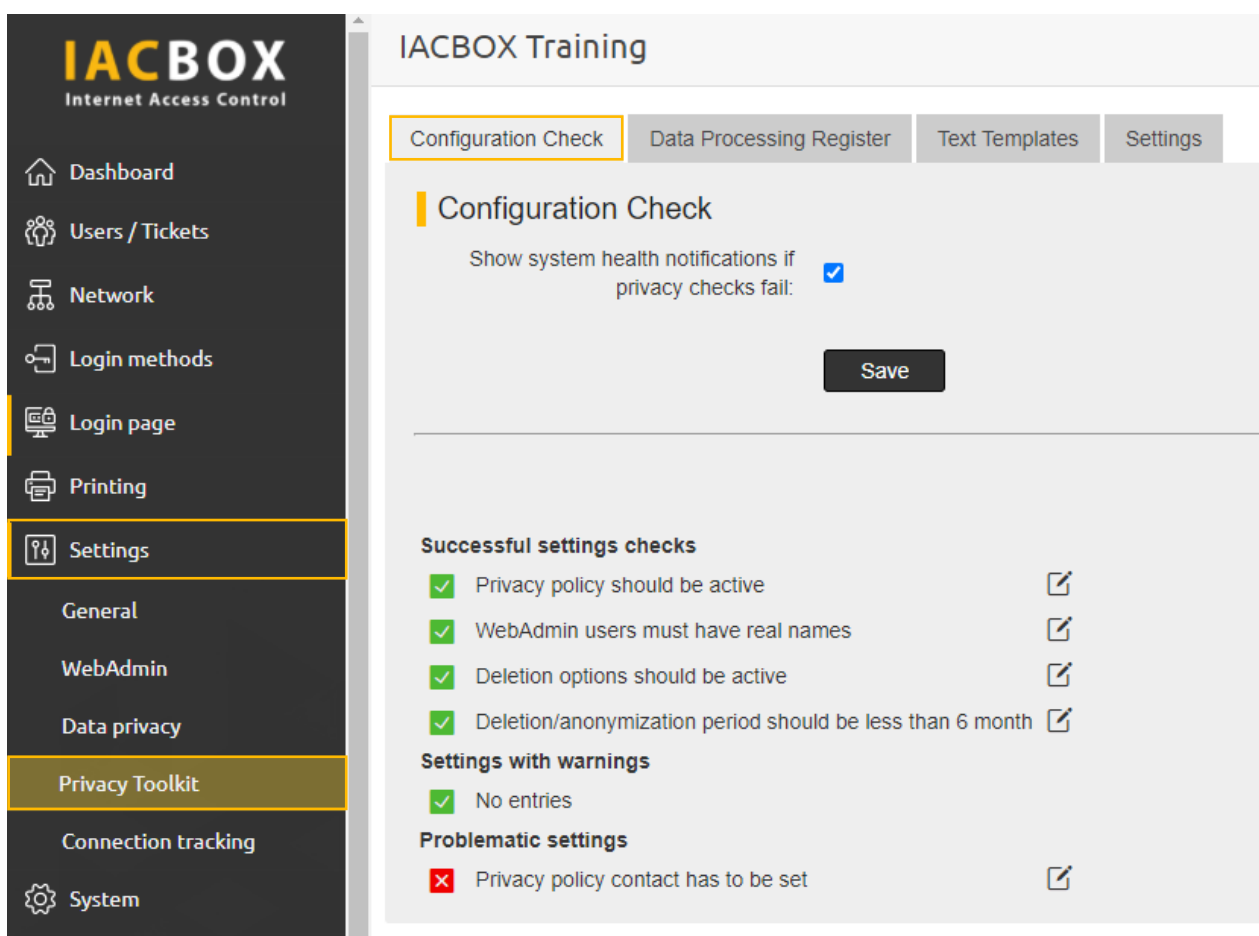 IACBOX
Internet Access Control
Dashboard
Users / Tickets
Network
Login methods
Login page
Printing
Settings
General
WebAdmin
Data privacy
Privacy Toolkit
Connection tracking
System
IACBOX Training
Configuration Check
Data Processing Register
Text Templates
Settings
Configuration Check
Show system health notifications if
privacy checks fail:
Save
Successful settings checks
Privacy policy should be active
WebAdmin users must have real names
Deletion options should be active
Deletion/anonymization period should be less than 6 month
Settings with warnings
No entries
Problematic settings
Privacy policy contact has to be set